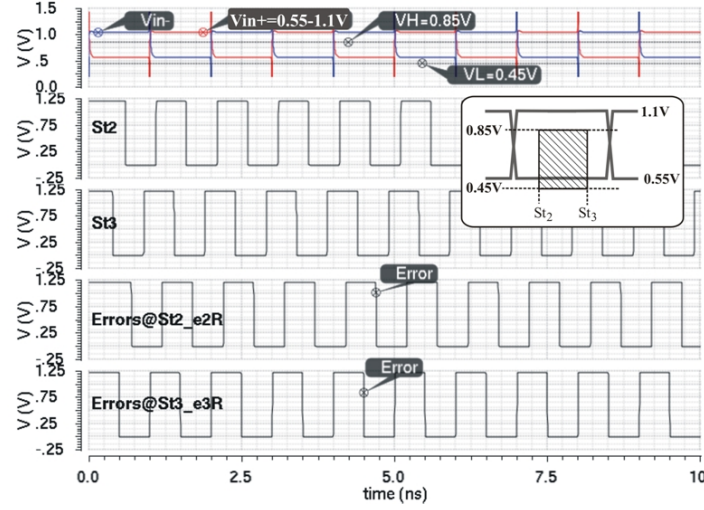 V (V)
1.5
1.0
.5
0.0
Vin-
Vin+=0.55-1.1V
VH=0.85V
VL=0.45V
V (V)
1.25
.75
.25
-.25
St2
1.1V
0.85V
0.45V
0.55V
St2
St3
V (V)
1.25
.75
.25
-.25
St3
V (V)
1.25
.75
.25
-.25
Errors@St2_e2R
Error
V (V)
1.25
.75
.25
-.25
Errors@St3_e3R
Error
0.0
2.5
5.0
7.5
10
time (ns)